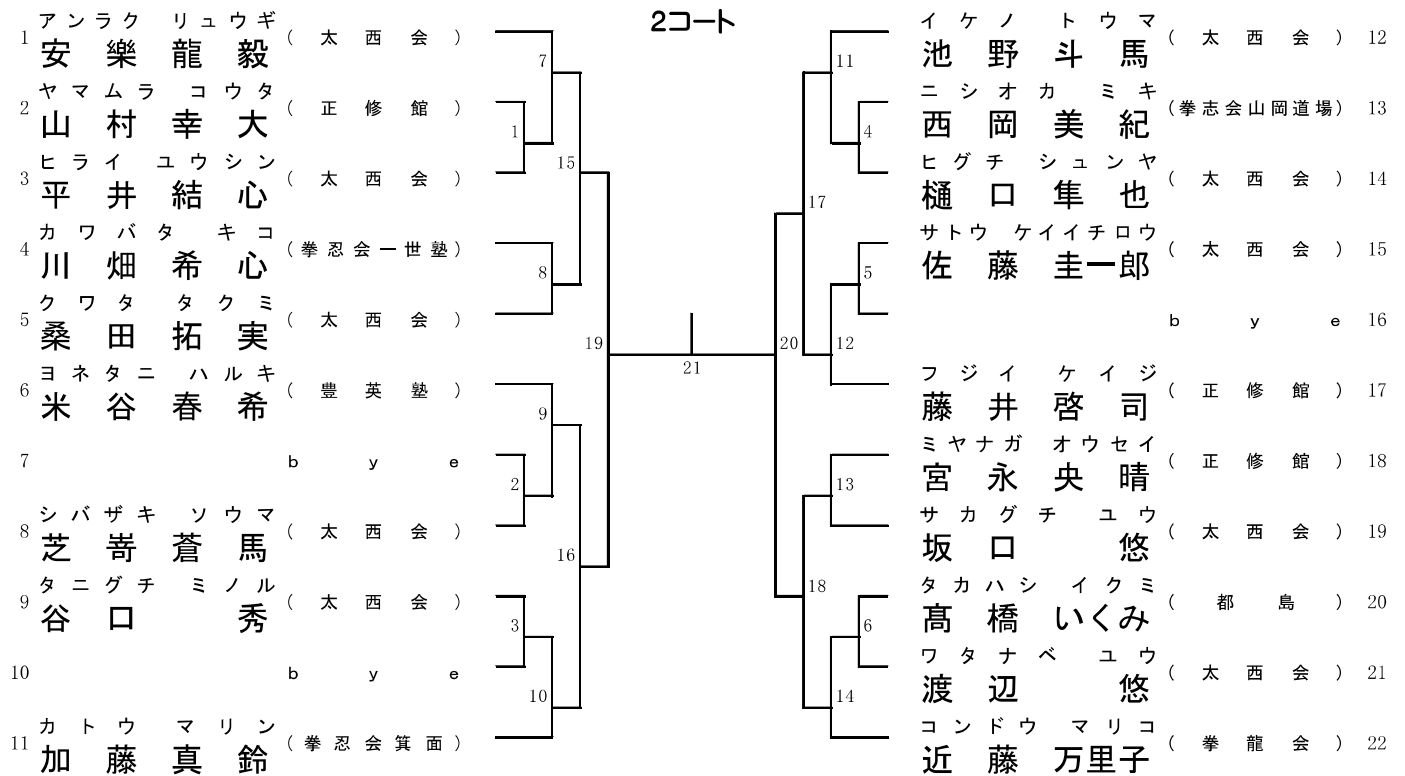 2コート
アンラク リュウギ
1 安樂龍毅 (太西会)
ヤマムラ コウタ
2 山村幸大 (正修館)
ヒライ ユウシン
3 平井結心 (太西会)
カワバタ キコ
4 川畑希心 (拳忍会一世塾)
クワタ タクミ
5 桑田拓実 (太西会)
ヨネタニ ハルキ
6 米谷春希 (豊英塾)
7 bye
シバザキ ソウマ
8 芝嵜蒼馬 (太西会)
タニグチ ミノル
9 谷口秀 (太西会)
10 bye
カトウ マリン
11 加藤真鈴 (拳忍会箕面)
7
1
15
8
19
9
2
16
3
10
21
11
4
17
5
20
12
13
18
6
14
イケノ トウマ
池野斗馬 (太西会) 12
ニシオカ ミキ
西岡美紀 (拳志会山岡道場) 13
ヒグチ シュンヤ
樋口隼也 (太西会) 14
サトウ ケイイチロウ
佐藤圭一郎 (太西会) 15
bye 16
フジイ ケイジ
藤井啓司 (正修館) 17
ミヤナガ オウセイ
宮永央晴 (正修館) 18
サカグチ ユウ
坂口悠 (太西会) 19
タカハシ イクミ
髙橋いくみ (都島) 20
ワタナベ ユウ
渡辺悠 (太西会) 21
コンドウ マリコ
近藤万里子 (拳龍会) 22